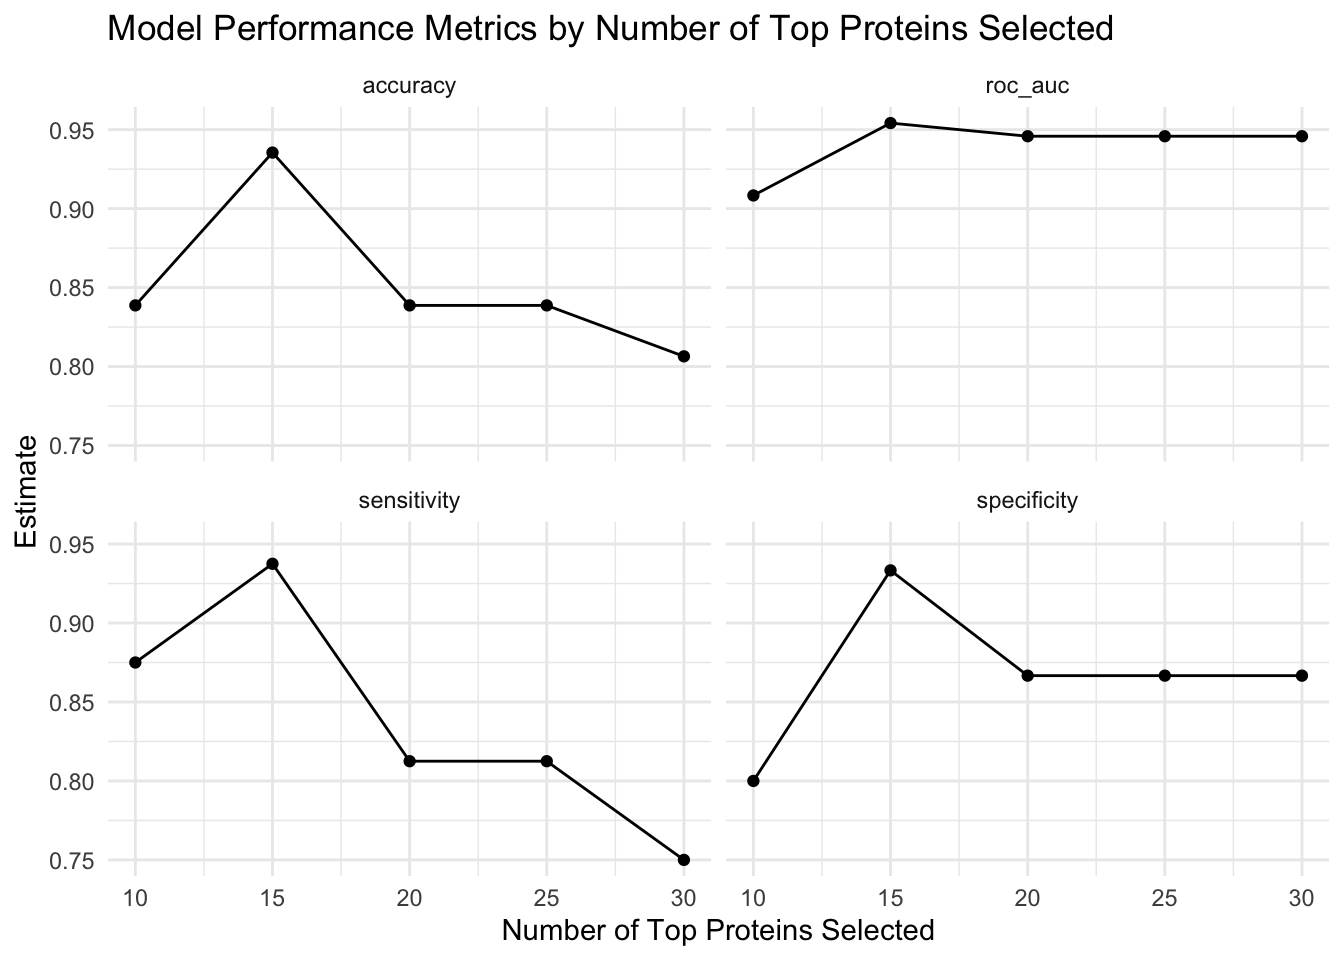 Model Performance Metrics by Number of Top Proteins Selected
accuracy
roc_auc
0.95
0.90
0.85
0.80
0.75
Estimate
sensitivity
specificity
0.95
0.90
0.85
0.80
0.75
10 15 20 25 30
10 15 20 25 30
Number of Top Proteins Selected